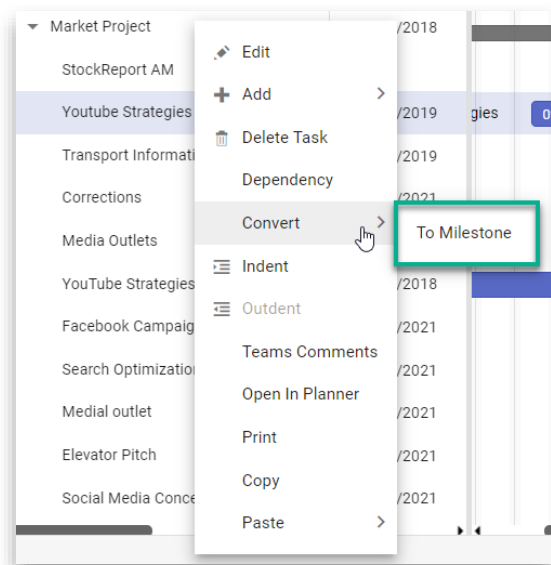 Market Project /2018
StockReport AM
Youtube Strategies /2019 gies 0
Transport Informati /2019
Corrections /2021
Media Outlets
YouTube Strategies /2018
Facebook Campaig /2021
Search Optimizatio /2021
Medial outlet /2021
Elevator Pitch /2021
Social Media Conce /2021
Edit
Add
Delete Task
Dependency
Convert
Indent
Outdent
Teams Comments
Open In Planner
Print
Copy
Paste
To Milestone